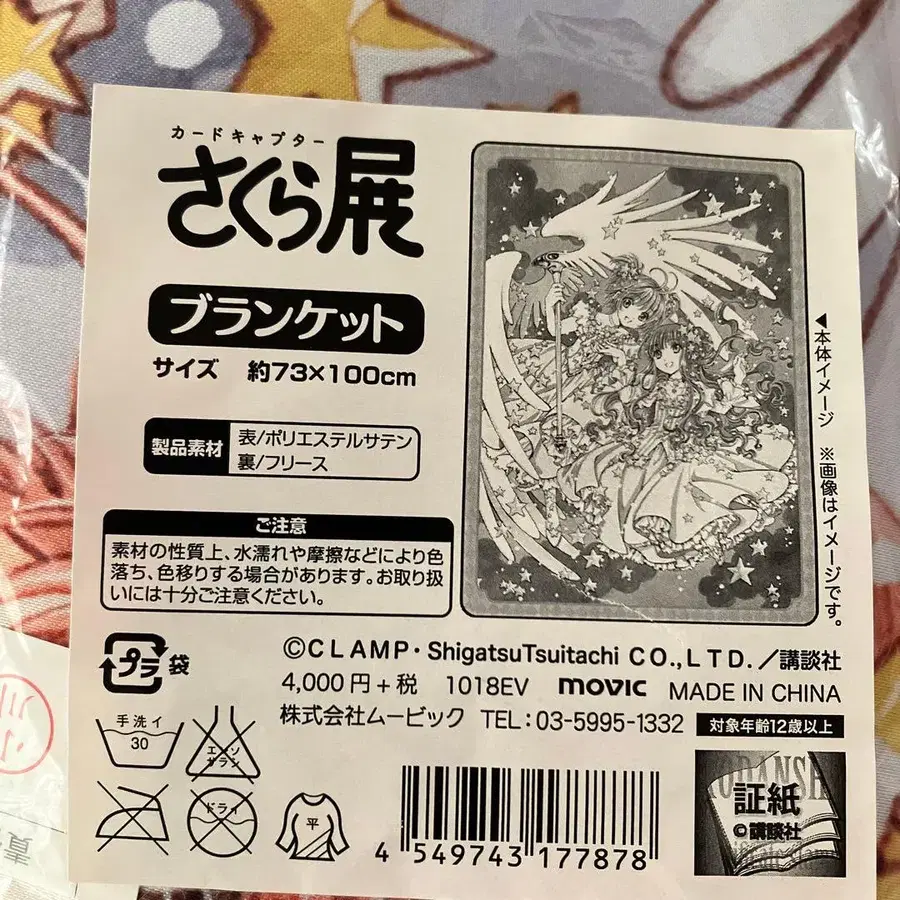 カードキャプター
さくら展
ブランケット
サイズ 約73×100cm
製品素材
表/ポリエステルサテン
裏/フリース
◀本体イメージ ※画像はイメージです。
ご注意
素材の性質上、水濡れや摩擦などにより色
落ち、色移りする場合があります。お取り扱
いには十分ご注意ください。
プラ 袋
©CLAMP・ShigatsuTsuitachi CO.,LTD.／講談社
4,000円+税 1018EV movic MADE IN CHINA
株式会社ムービック TEL:03-5995-1332 対象年齢12歳以上
手洗イ
30
エンソ
サラシ
ドライ
平
4 549743 177878
証紙
©講談社